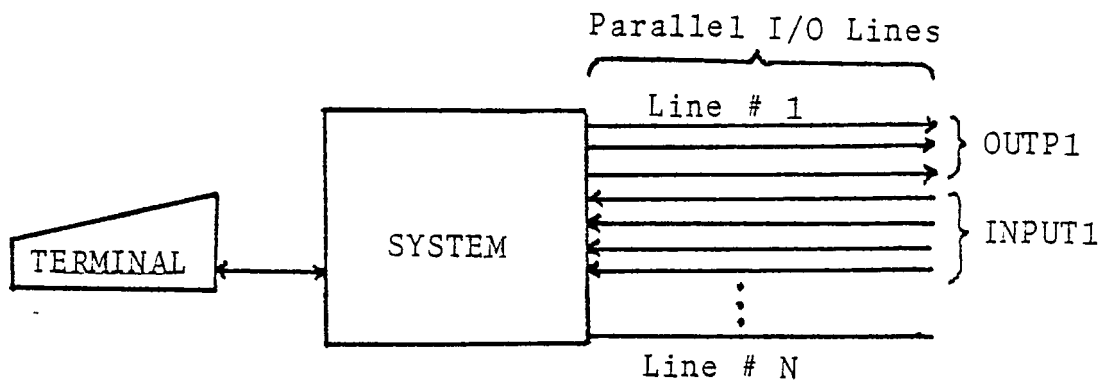 Parallel I/O Lines
Line # 1
OUTP1
INPUT1
SYSTEM
TERMINAL
Line # N